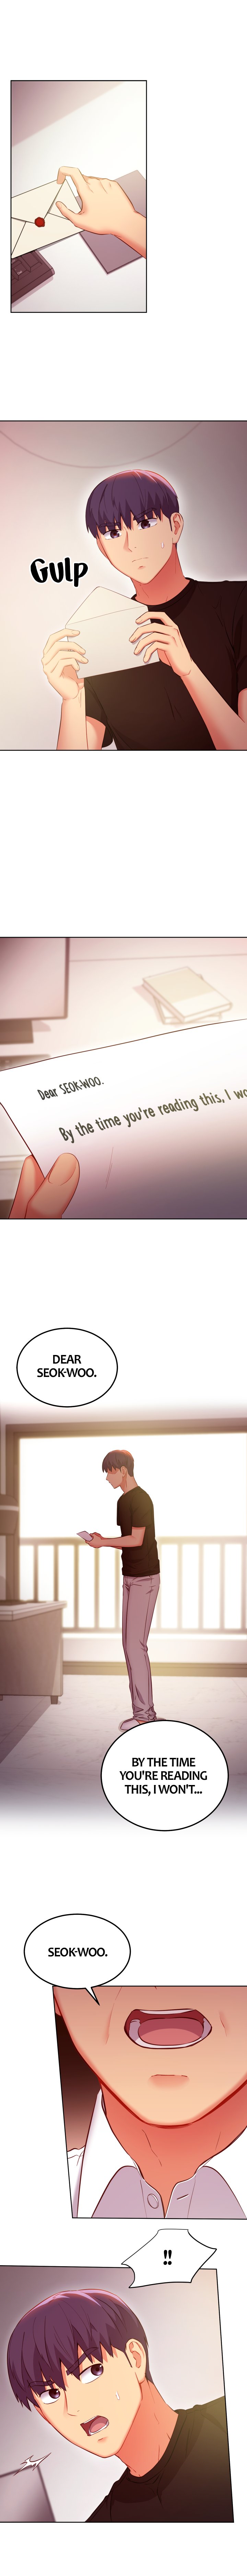 Gulp
Dear SEOK-WOO.
By the time you're reading this, I wo
DEAR
SEOK-WOO.
BY THE TIME
YOU'RE READING
THIS, I WON'T...
SEOK-WOO.
!!